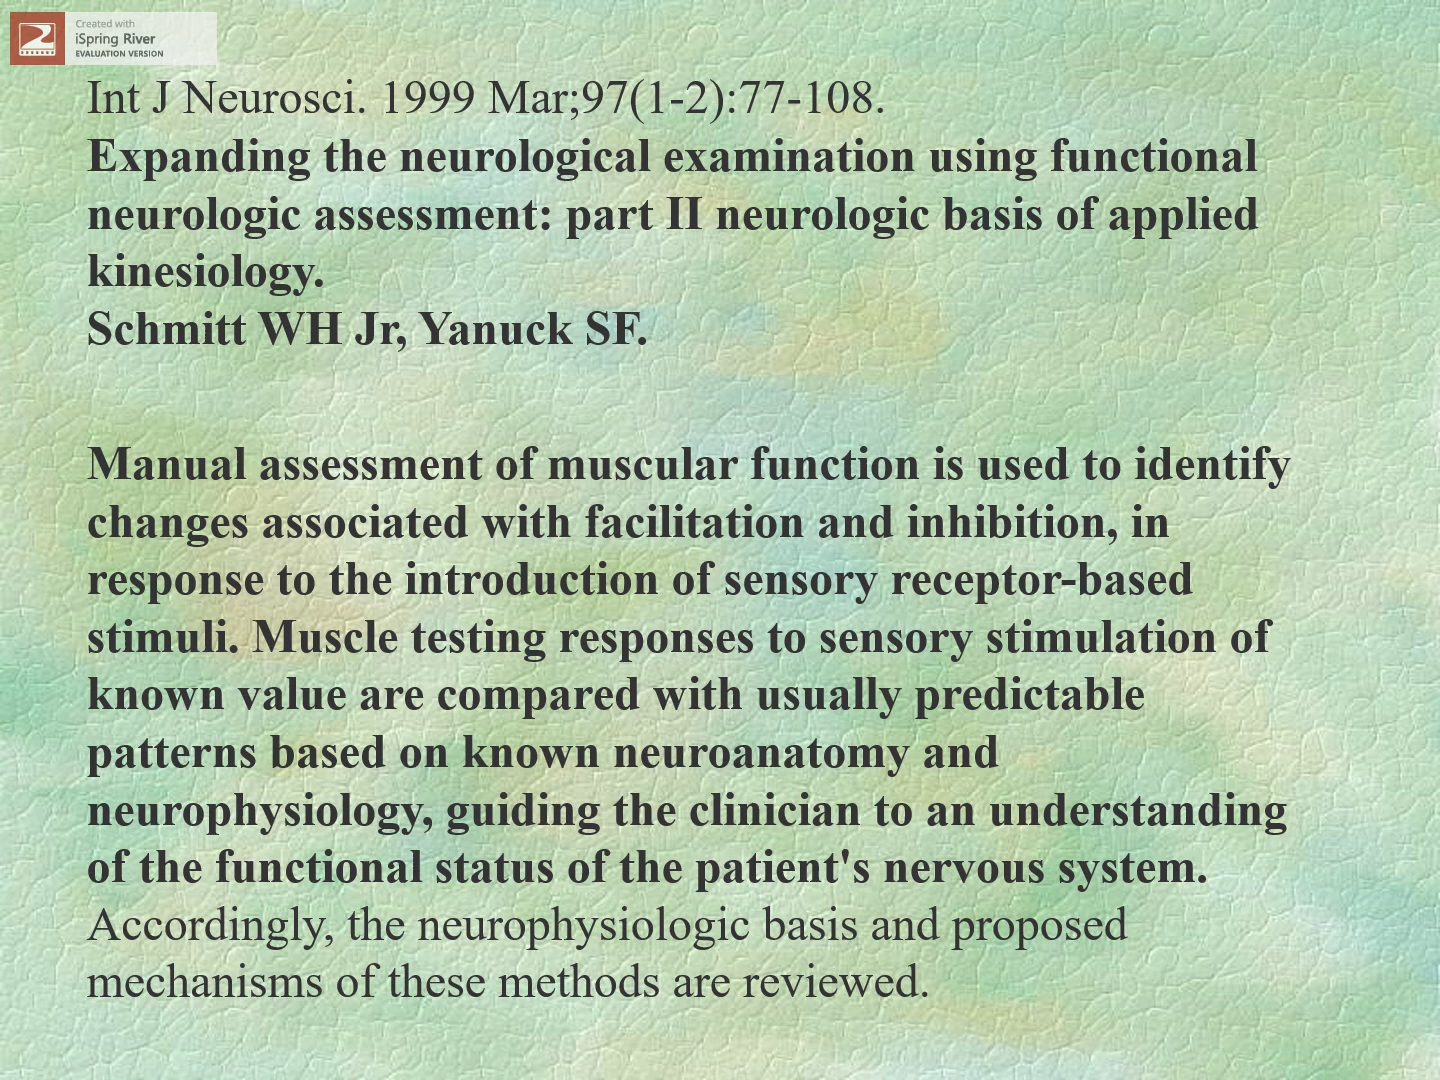 Created with
iSpring River
EVALUATION VERSION
Int J Neurosci. 1999 Mar;97(1-2):77-108.
Expanding the neurological examination using functional
neurologic assessment: part II neurologic basis of applied
kinesiology.
Schmitt WH Jr, Yanuck SF.
Manual assessment of muscular function is used to identify
changes associated with facilitation and inhibition, in
response to the introduction of sensory receptor-based
stimuli. Muscle testing responses to sensory stimulation of
known value are compared with usually predictable
patterns based on known neuroanatomy and
neurophysiology, guiding the clinician to an understanding
of the functional status of the patient's nervous system.
Accordingly, the neurophysiologic basis and proposed
mechanisms of these methods are reviewed.